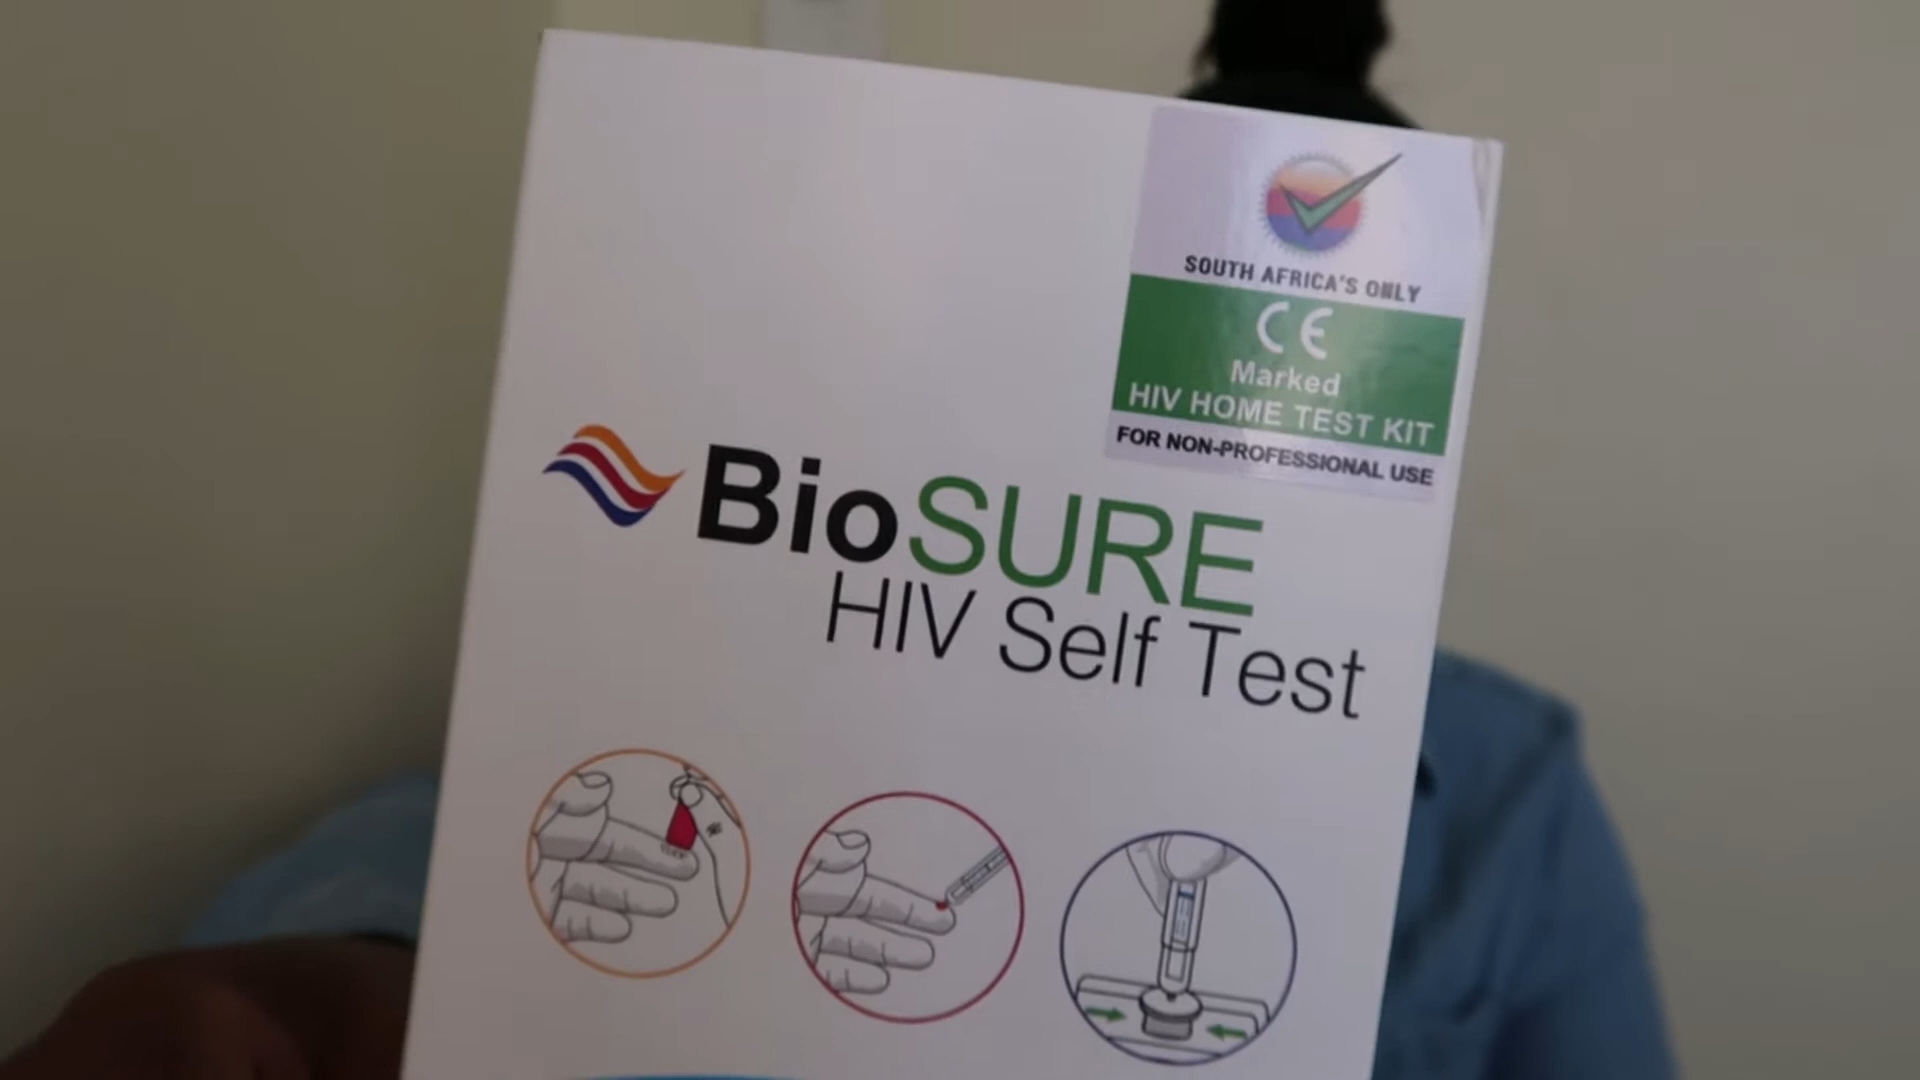 SOUTH AFRICA'S ONLY
CE
Marked
HIV HOME TEST KIT
FOR NON-PROFESSIONAL USE
BioSURE
HIV Self Test